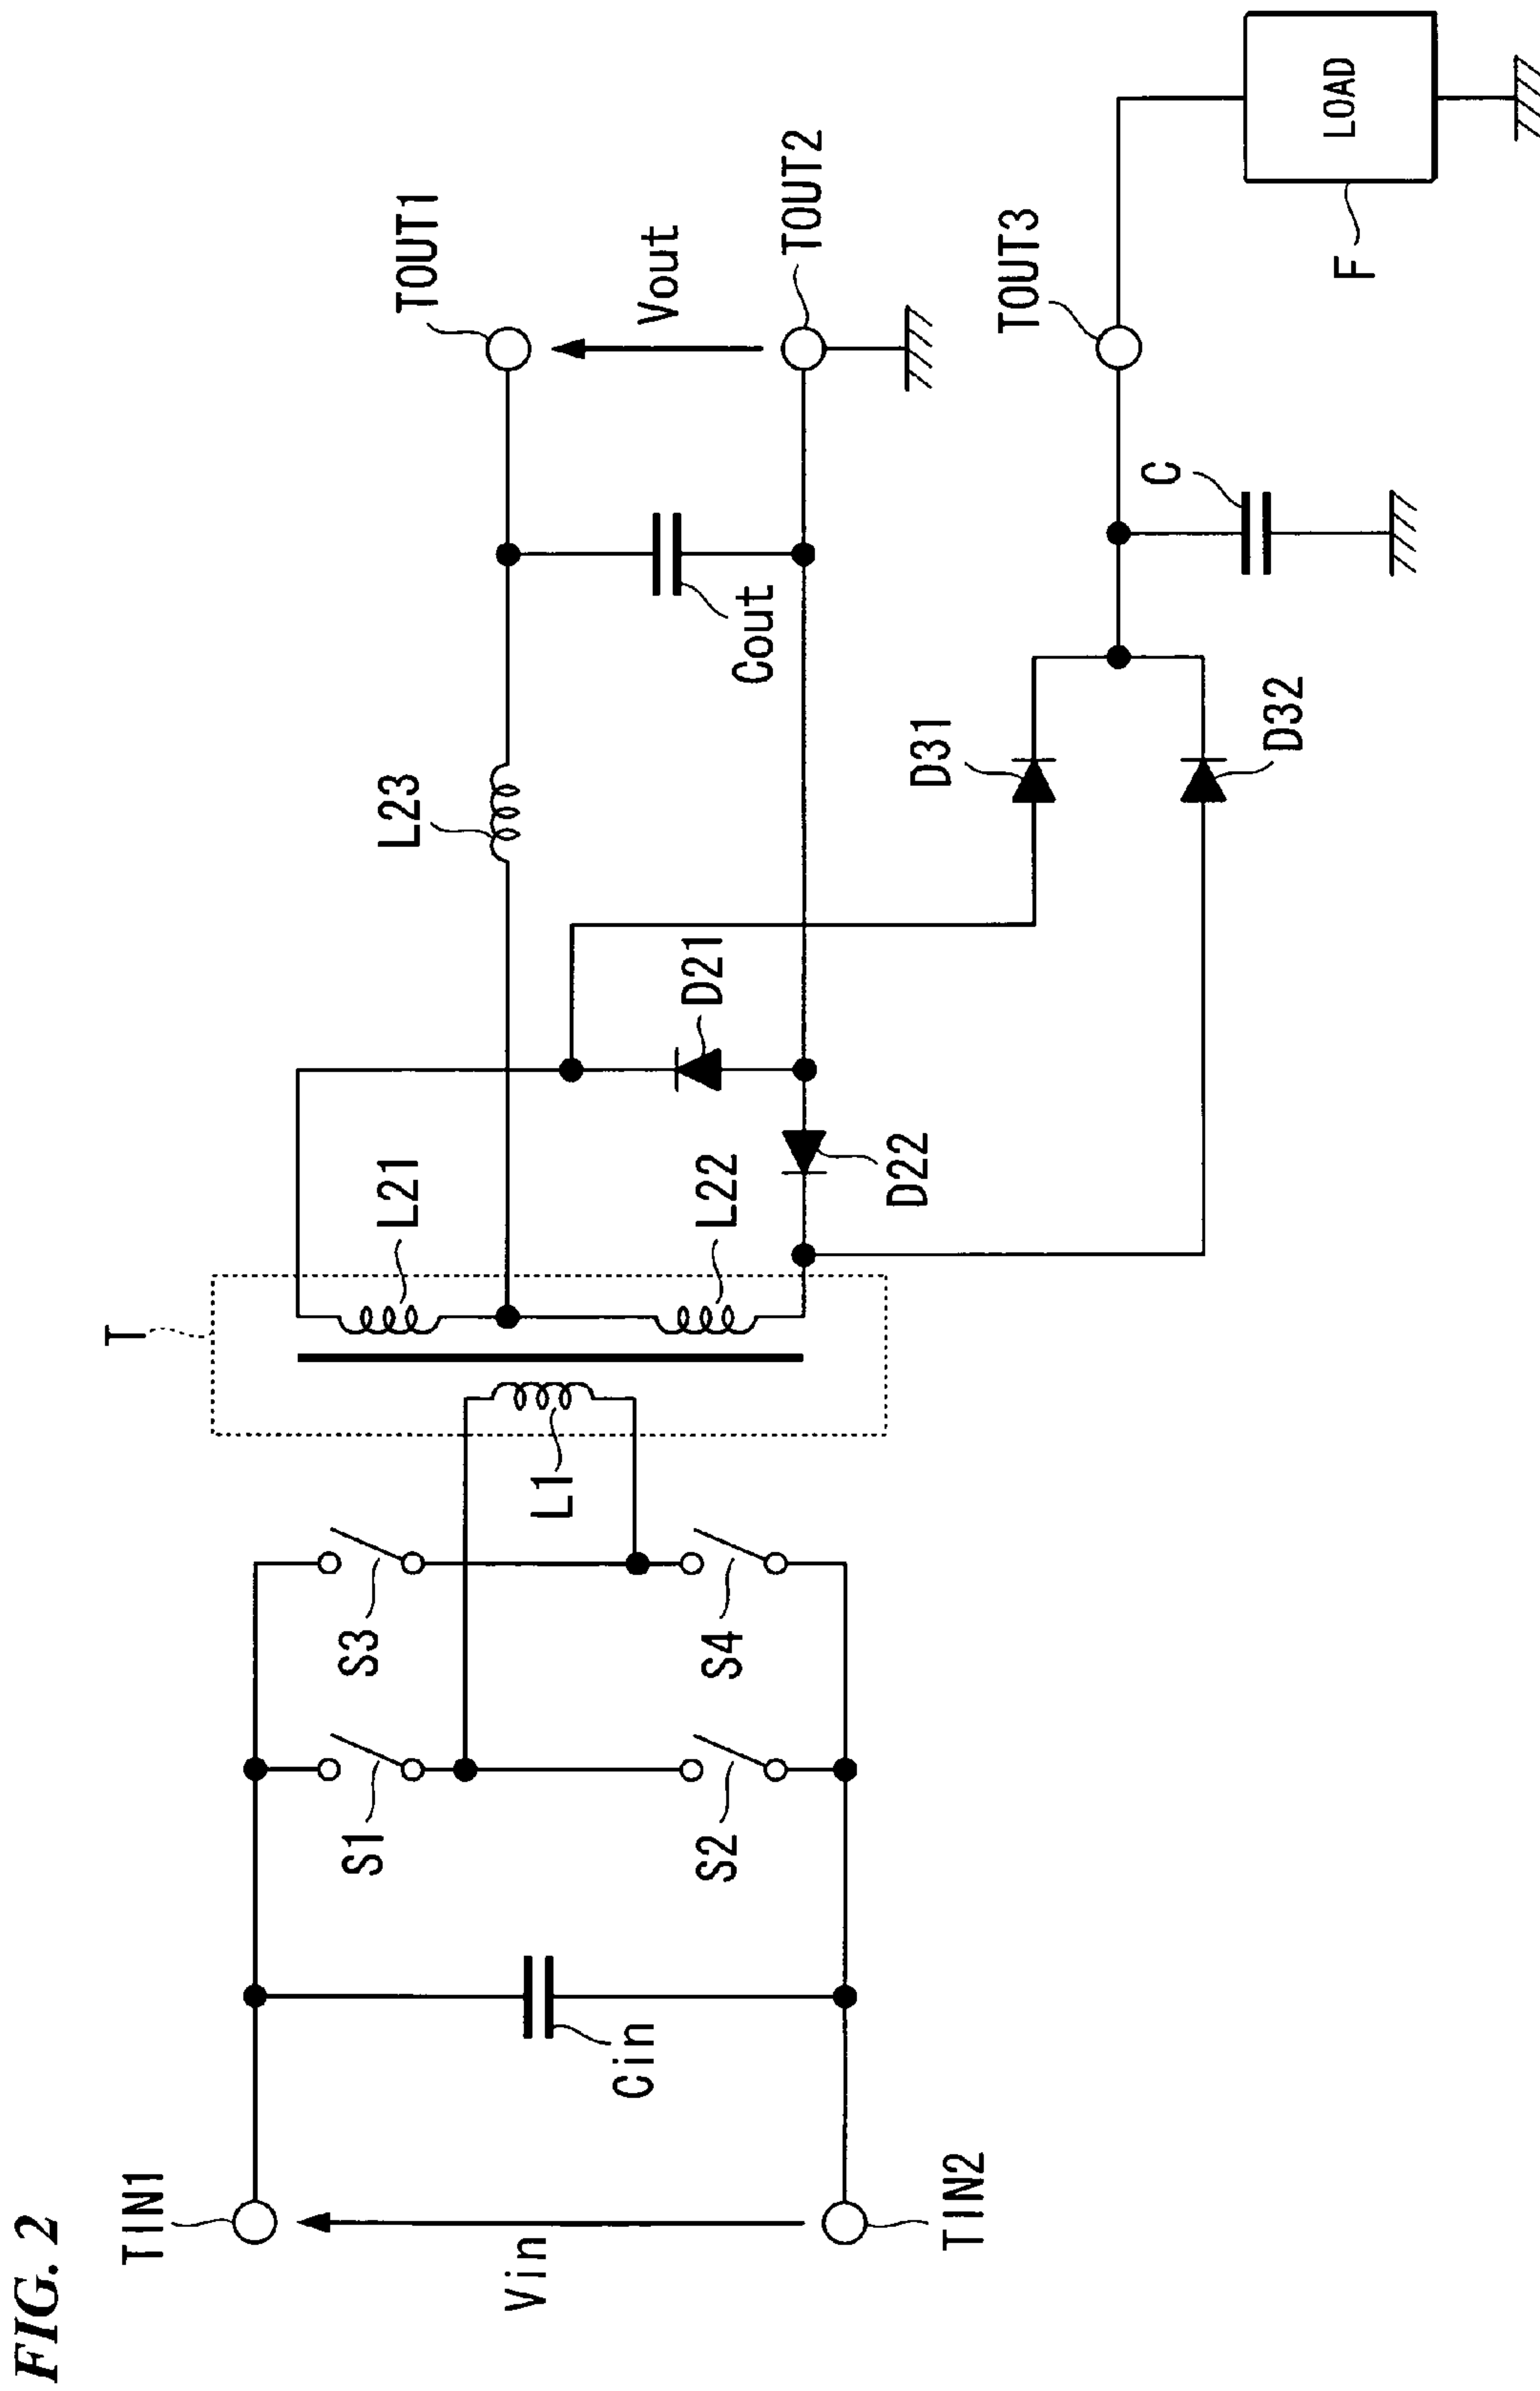 FIG. 2
TIN1
Vin
TIN2
Cin
S1
S2
S3
S4
T
L1
L21
L22
D21
D22
L23
Cout
TOUT1
Vout
TOUT2
D31
D32
C
TOUT3
LOAD
F